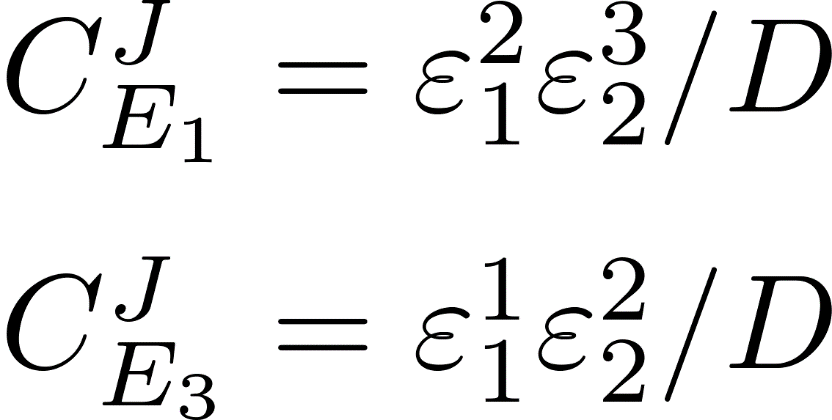 C^J_{E_1} = ε^2_1 ε^3_2 / D
C^J_{E_3} = ε^1_1 ε^2_2 / D